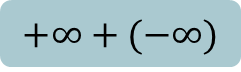 +∞ + (−∞)